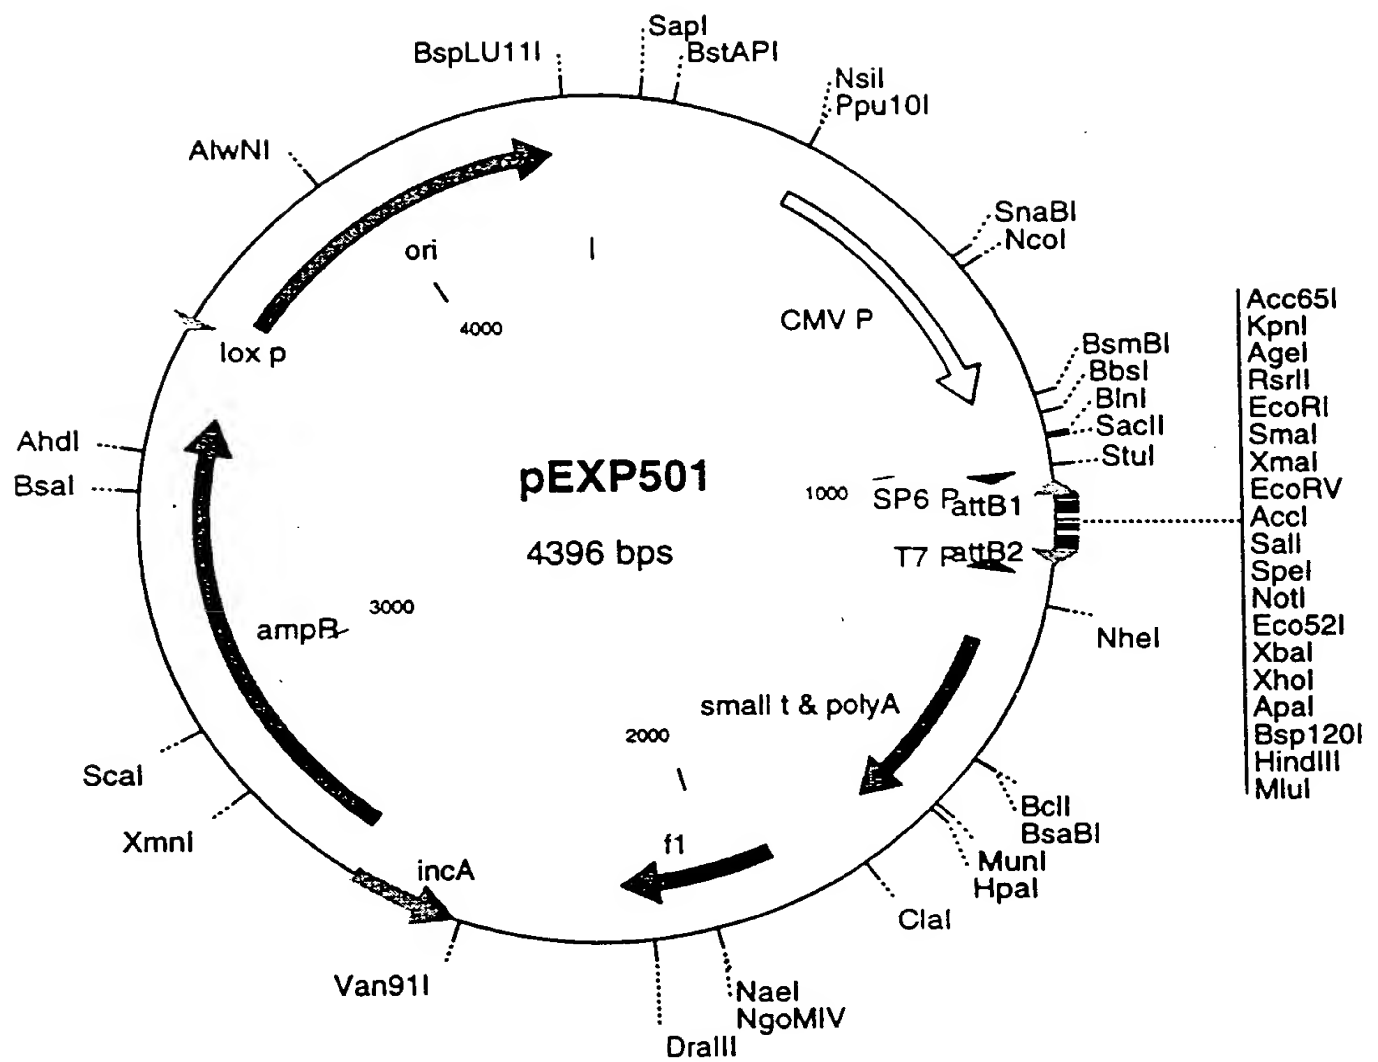 SapI
BspLU11I
BstAPI
NsiI
Ppu10I
AlwNI
SnaBI
NcoI
ori
I
4000
CMV P
lox p
Acc65I
KpnI
AgeI
RsrII
EcoRI
SmaI
XmaI
EcoRV
AccI
SalI
SpeI
NotI
Eco52I
XbaI
XhoI
ApaI
Bsp120I
HindIII
MluI
BsmBI
BbsI
BlnI
SacII
StuI
AhdI
BsaI
pEXP501
4396 bps
1000
SP6 P
attB1
T7 P
attB2
NheI
3000
ampR
small t & polyA
2000
ScaI
XmnI
BclI
BsaBI
MunI
HpaI
ClaI
f1
incA
Van91I
NaeI
NgoMIV
DraIII